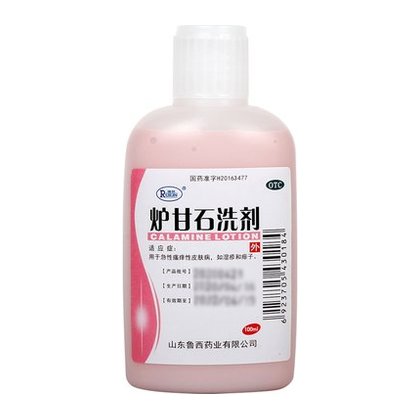 国药准字H20163477
OTC
炉甘石洗剂
CALAMINE LOTION
外
适应症:
用于急性瘙痒性皮肤病,如湿疹和痱子。
【产品批号】
【生产日期】
【有效期至】
100ml
山东鲁西药业有限公司
6923705430184